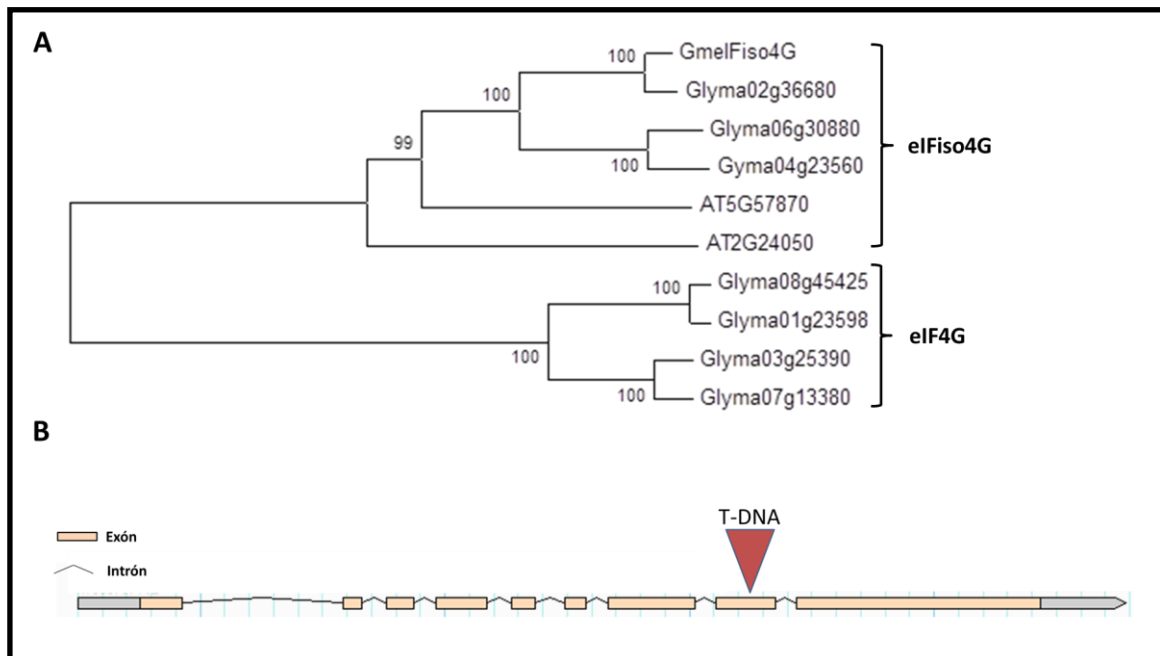 A
100
GmeIFiso4G
Glyma02g36680
100
Glyma06g30880
99
100
Gyma04g23560
eIFiso4G
AT5G57870
AT2G24050
100
Glyma08g45425
Glyma01g23598
eIF4G
100
Glyma03g25390
100
Glyma07g13380
B
T-DNA
Exón
Intrón